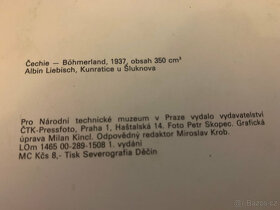 Čechie – Böhmerland, 1937, obsah 350 cm³
Albin Liebisch, Kunratice u Šluknova
Pro Národní technické muzeum v Praze vydalo vydavatelství
ČTK-Pressfoto, Praha 1, Haštalská 14. Foto Petr Skopec. Grafická
úprava Milan Kincl. Odpovědný redaktor Miroslav Krob.
LOm 1465 00-289-1508 1. vydání
MC Kčs 8,- Tisk Severografia Děčín
Bazoš.cz